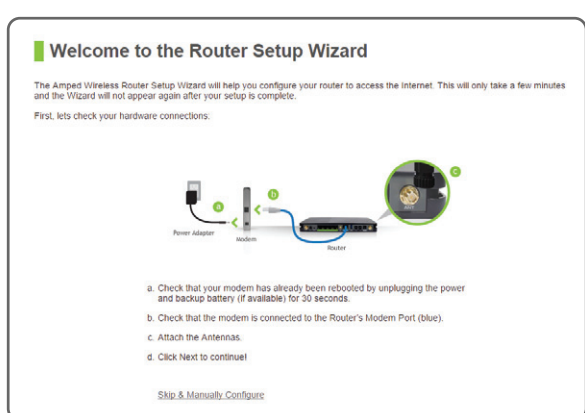 Welcome to the Router Setup Wizard
The Amped Wireless Router Setup Wizard will help you configure your router to access the Internet. This will only take a few minutes
and the Wizard will not appear again after your setup is complete.
First, lets check your hardware connections:
a
b
c
Power Adapter
Modem
Router
a. Check that your modem has already been rebooted by unplugging the power
and backup battery (if available) for 30 seconds.
b. Check that the modem is connected to the Router's Modem Port (blue).
c. Attach the Antennas.
d. Click Next to continue!
Skip & Manually Configure